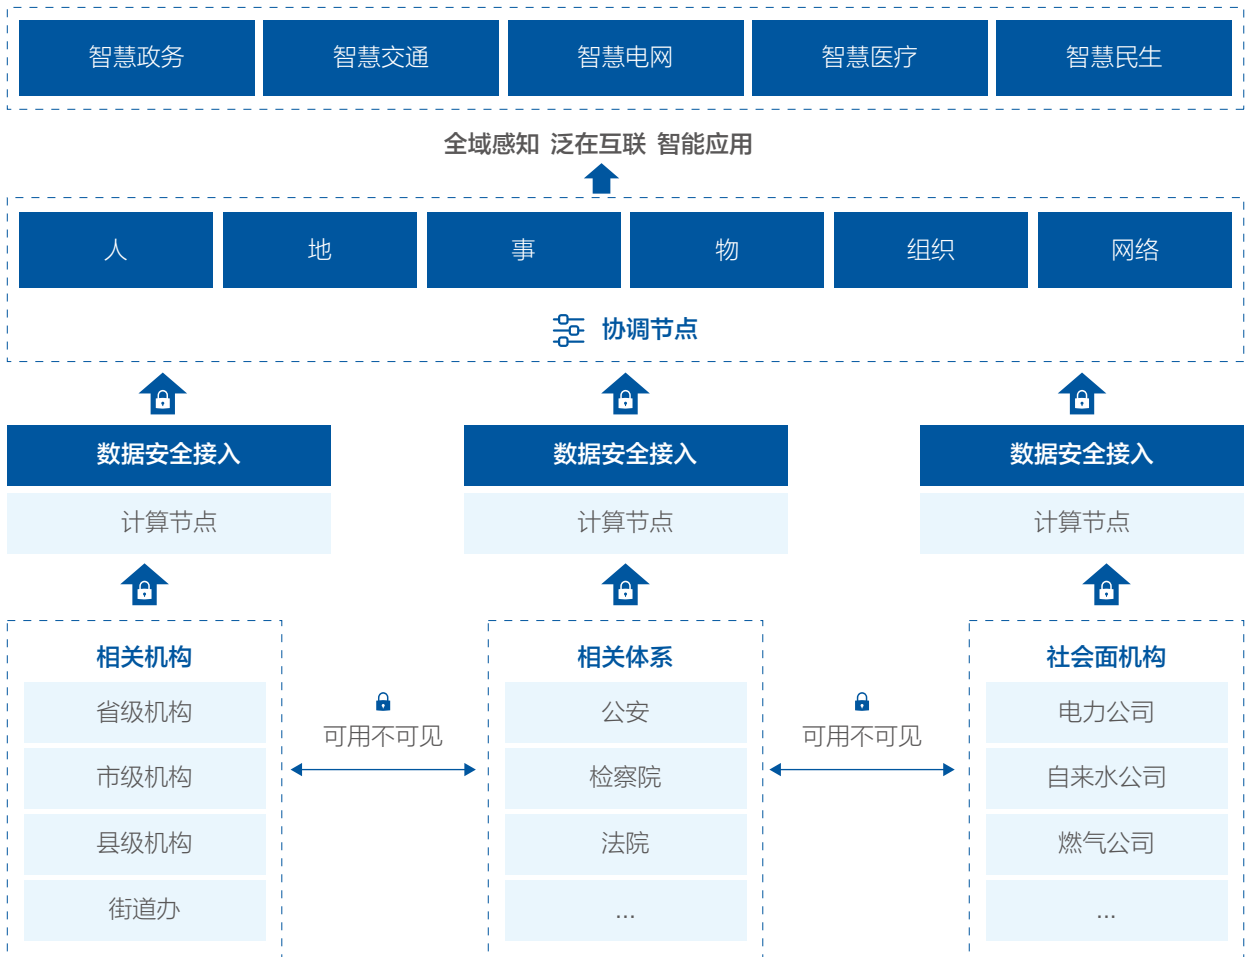 智慧政务 智慧交通 智慧电网 智慧医疗 智慧民生
全域感知 泛在互联 智能应用
人 地 事 物 组织 网络
协调节点
数据安全接入 数据安全接入 数据安全接入
计算节点 计算节点 计算节点
相关机构 相关体系 社会面机构
省级机构 公安 电力公司
可用不可见 可用不可见
市级机构 检察院 自来水公司
县级机构 法院 燃气公司
街道办 ... ...